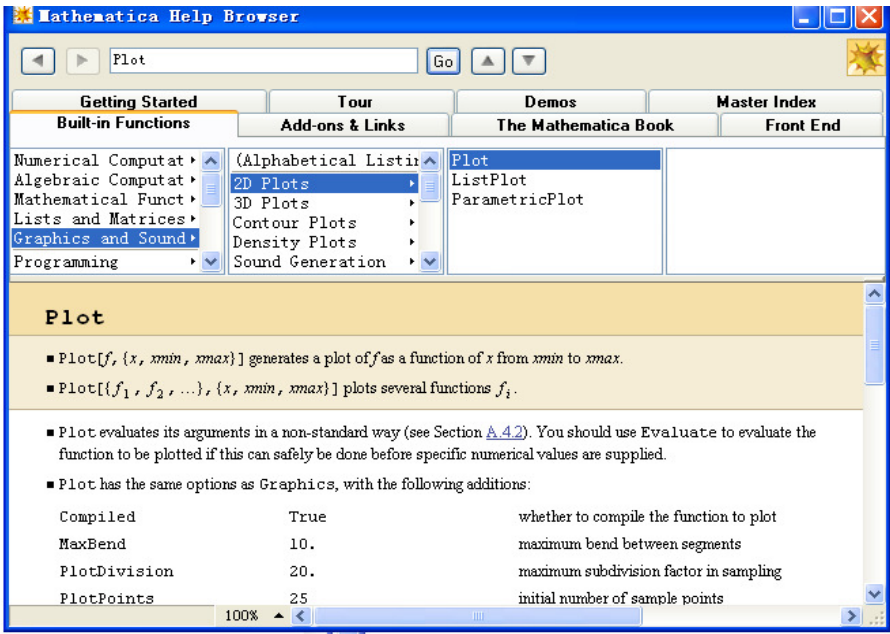 Mathematica Help Browser
Plot Go
Getting Started Tour Demos Master Index
Built-in Functions Add-ons & Links The Mathematica Book Front End
Numerical Computat
Algebraic Computat
Mathematical Funct
Lists and Matrices
Graphics and Sound
Programming
(Alphabetical Listin
2D Plots
3D Plots
Contour Plots
Density Plots
Sound Generation
Plot
ListPlot
ParametricPlot
Plot
■ Plot[f, {x, xmin, xmax}] generates a plot of f as a function of x from xmin to xmax.
■ Plot[{f₁, f₂, ...}, {x, xmin, xmax}] plots several functions fᵢ.
■ Plot evaluates its arguments in a non-standard way (see Section A.4.2). You should use Evaluate to evaluate the
function to be plotted if this can safely be done before specific numerical values are supplied.
■ Plot has the same options as Graphics, with the following additions:
Compiled True whether to compile the function to plot
MaxBend 10. maximum bend between segments
PlotDivision 20. maximum subdivision factor in sampling
PlotPoints 25 initial number of sample points
100%